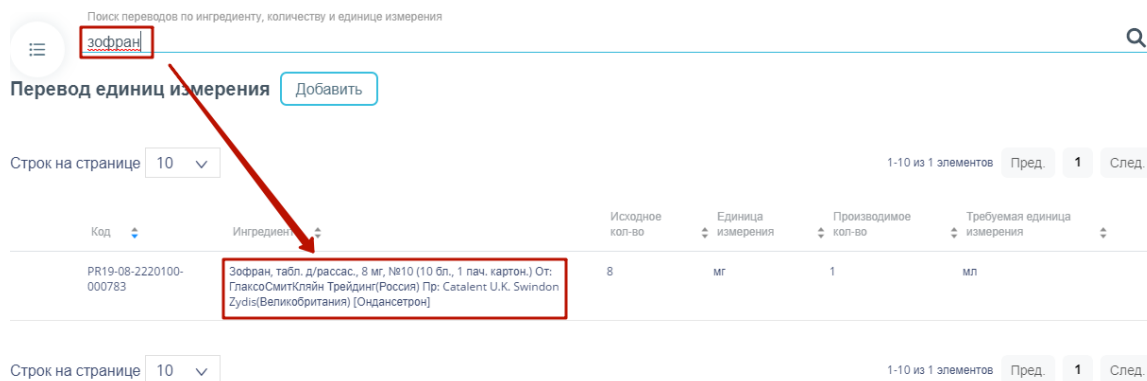 Поиск переводов по ингредиенту, количеству и единице измерения
зофран
Перевод единиц измерения Добавить
Строк на странице 10 1-10 из 1 элементов Пред. 1 След.
Код Ингредиент Исходное кол-во Единица измерения Производимое кол-во Требуемая единица измерения
PR19-08-2220100-000783 Зофран, табл. д/рассас., 8 мг, №10 (10 бл., 1 пач. картон.) От: 8 мг 1 мл
ГлаксоСмитКляйн Трейдинг(Россия) Пр: Catalent U.K. Swindon
Zydis(Великобритания) [Ондансетрон]
Строк на странице 10 1-10 из 1 элементов Пред. 1 След.